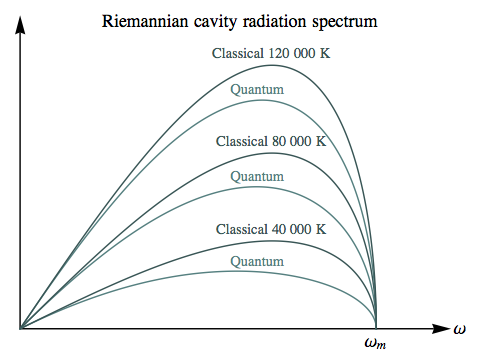 Riemannian cavity radiation spectrum
Classical 120 000 K
Quantum
Classical 80 000 K
Quantum
Classical 40 000 K
Quantum
ω
ωₘ